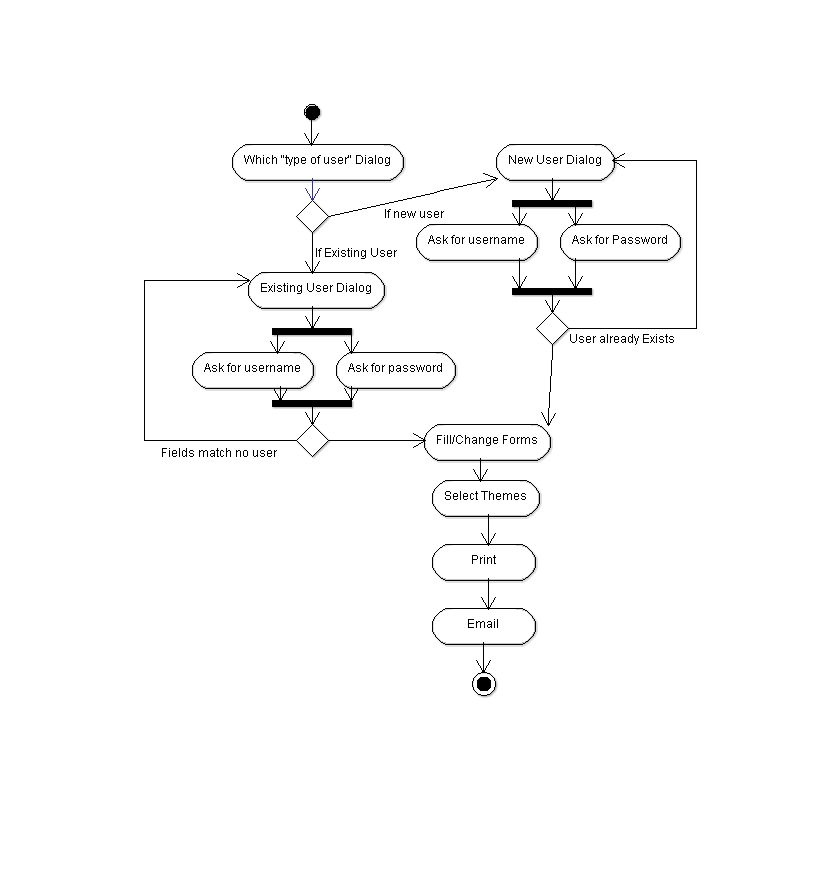 Which "type of user" Dialog
New User Dialog
If new user
Ask for username
Ask for Password
If Existing User
Existing User Dialog
User already Exists
Ask for username
Ask for password
Fill/Change Forms
Fields match no user
Select Themes
Print
Email